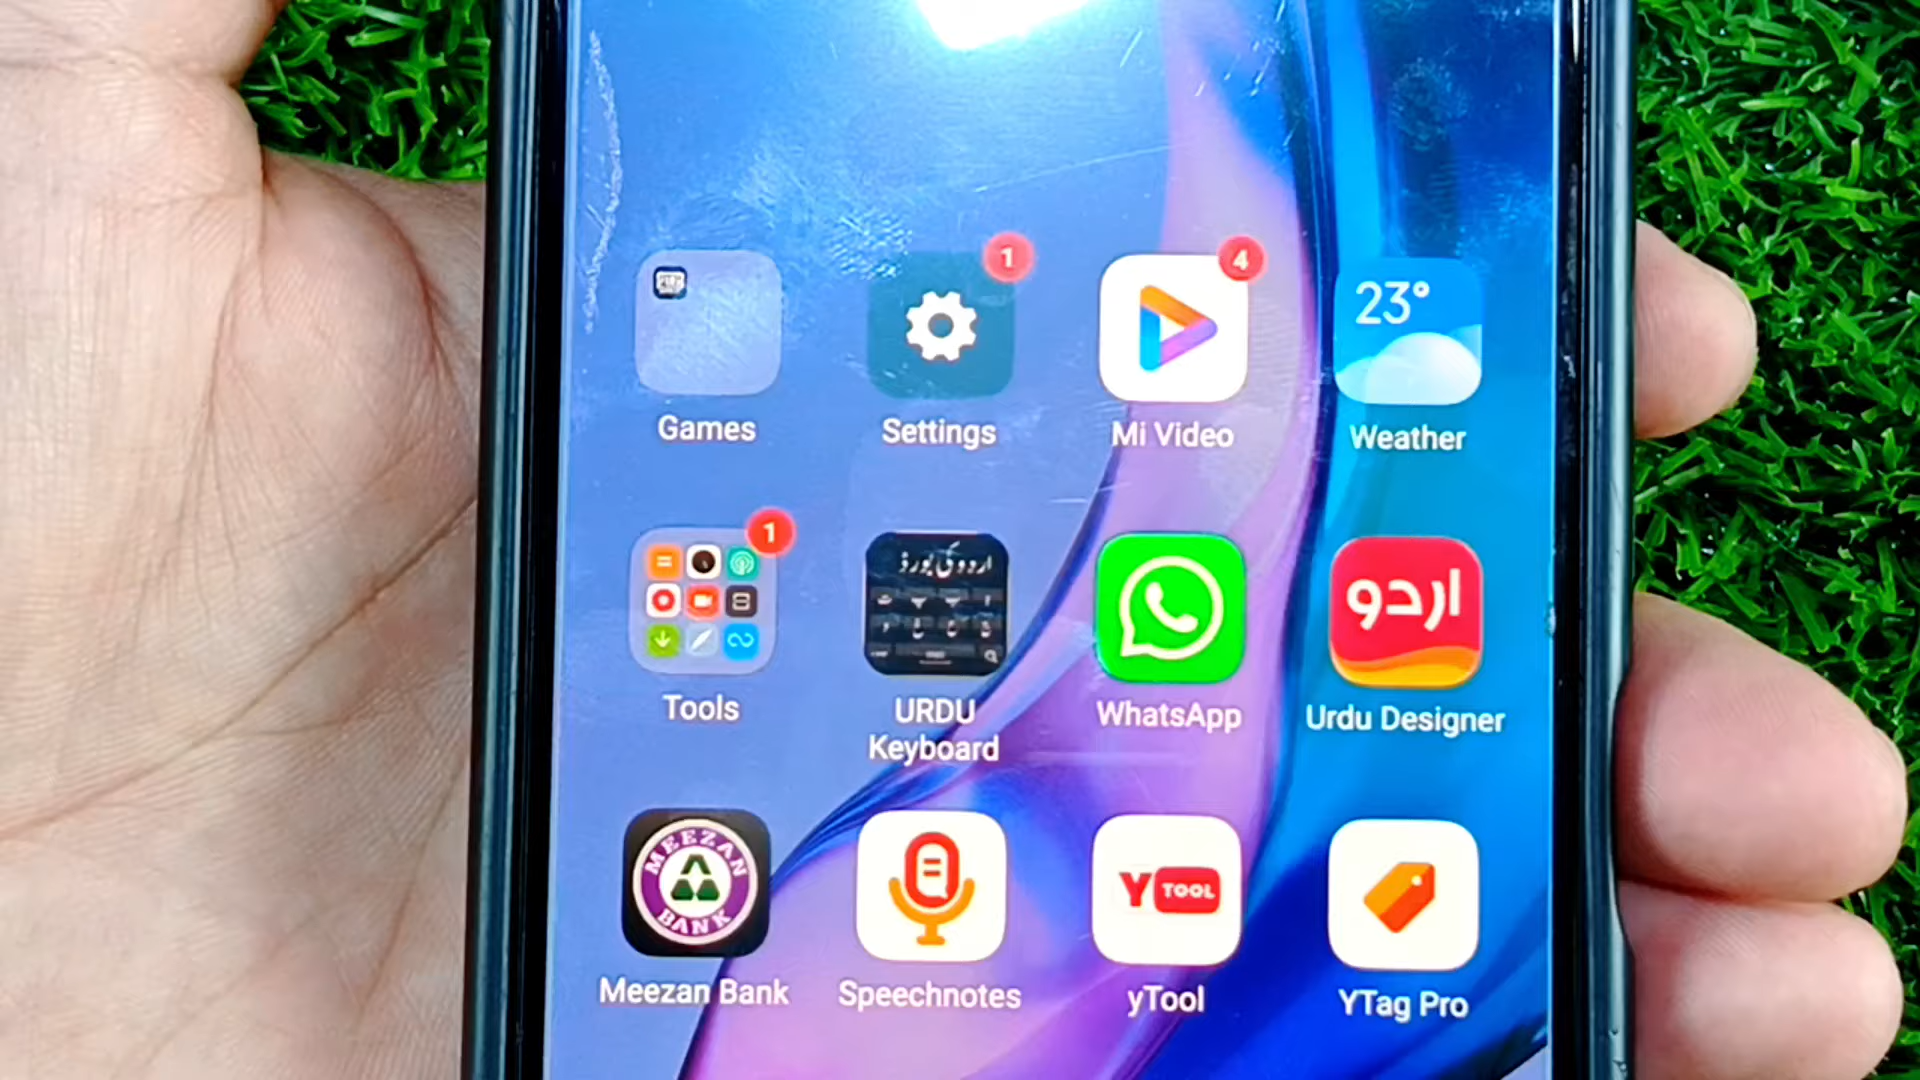 1
4
23°
Games
Settings
Mi Video
Weather
1
اردو کی بورڈ
اردو
Tools
URDU
Keyboard
WhatsApp
Urdu Designer
MEEZAN
BANK
Y TOOL
Meezan Bank
Speechnotes
yTool
YTag Pro